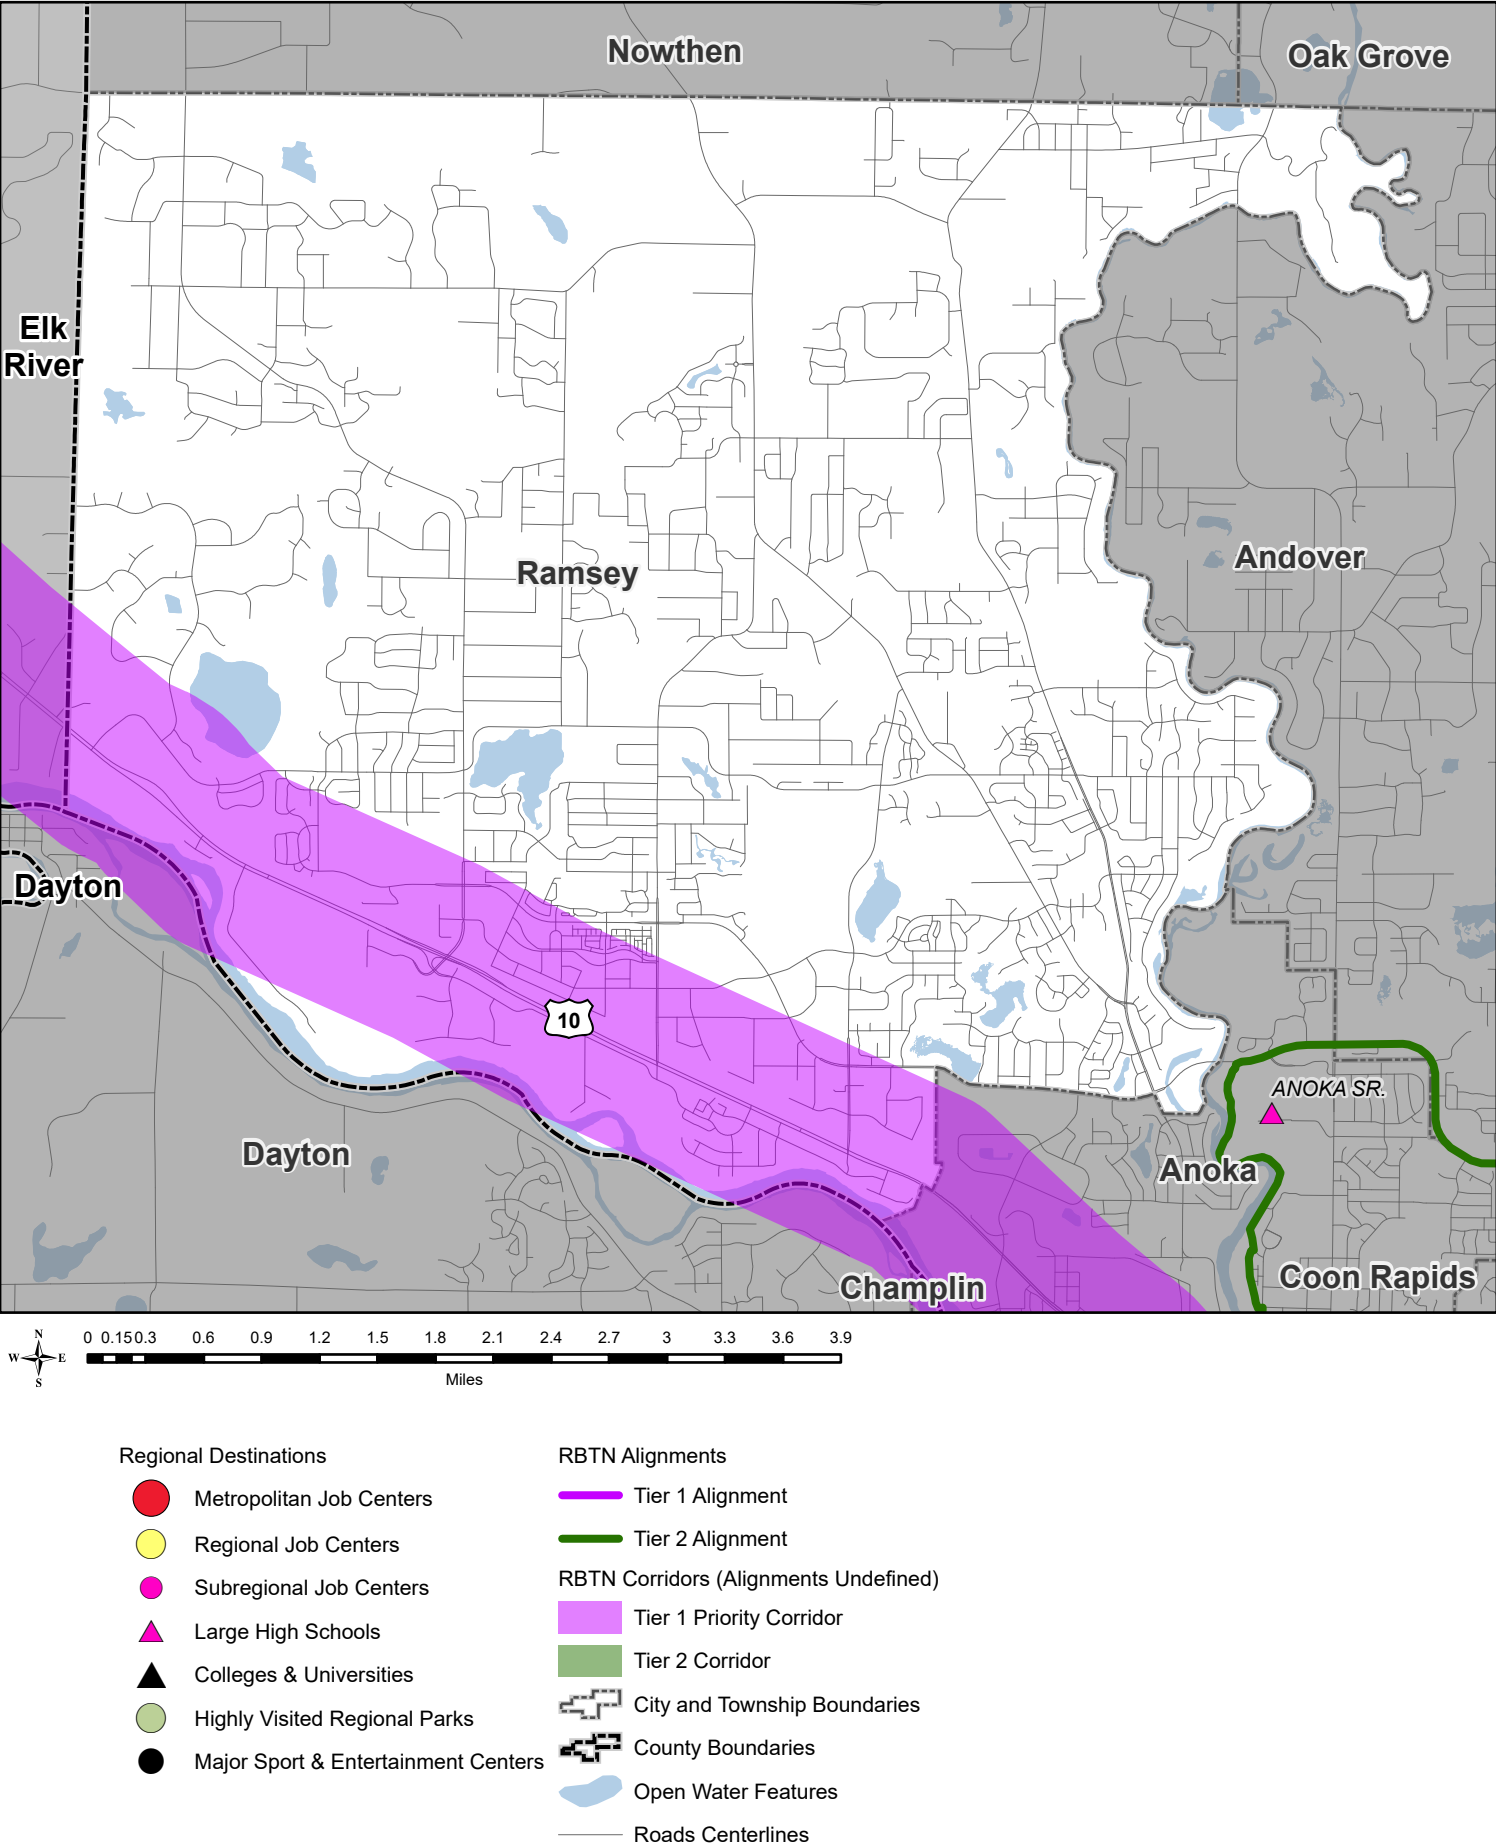 Nowthen
Oak Grove
Elk
River
Ramsey
Andover
Dayton
10
ANOKA SR.
Dayton
Anoka
Champlin
Coon Rapids
N
W E
S
0 0.15 0.3 0.6 0.9 1.2 1.5 1.8 2.1 2.4 2.7 3 3.3 3.6 3.9
Miles
Regional Destinations
Metropolitan Job Centers
Regional Job Centers
Subregional Job Centers
Large High Schools
Colleges & Universities
Highly Visited Regional Parks
Major Sport & Entertainment Centers
RBTN Alignments
Tier 1 Alignment
Tier 2 Alignment
RBTN Corridors (Alignments Undefined)
Tier 1 Priority Corridor
Tier 2 Corridor
City and Township Boundaries
County Boundaries
Open Water Features
Roads Centerlines